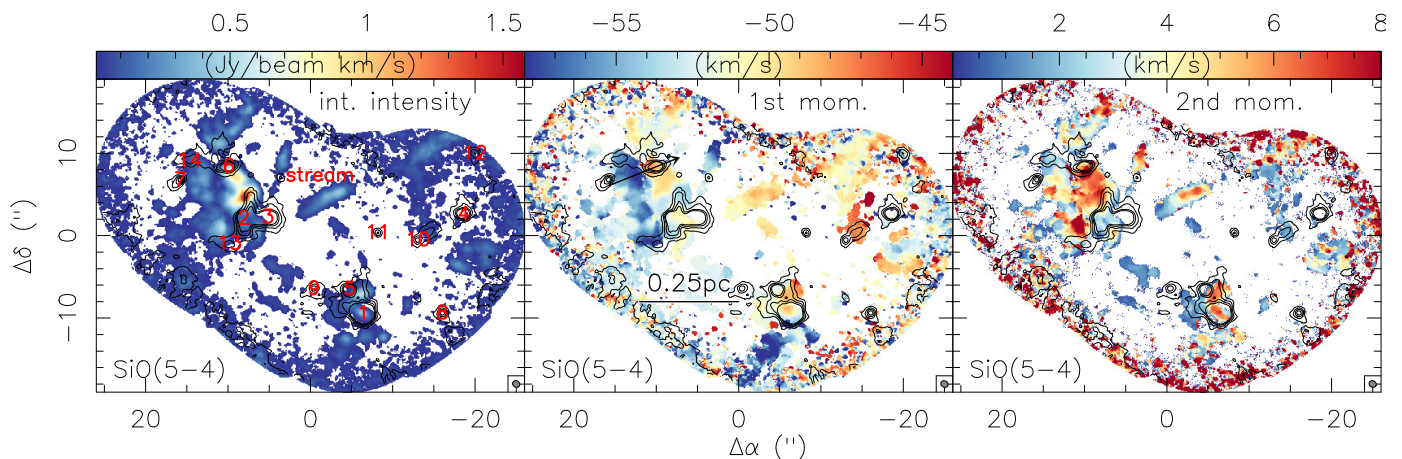 0.5 1 1.5 −55 −50 −45 2 4 6 8
(Jy/beam km/s) (km/s) (km/s)
int. intensity 1st mom. 2nd mom.
12
14 6
7 stream
10
2 3 4
11
13 10
0
Δδ (")
9 5 0.25pc
1 8
−10
SiO(5−4) SiO(5−4) SiO(5−4)
20 0 −20 20 0 −20 20 0 −20
Δα (")